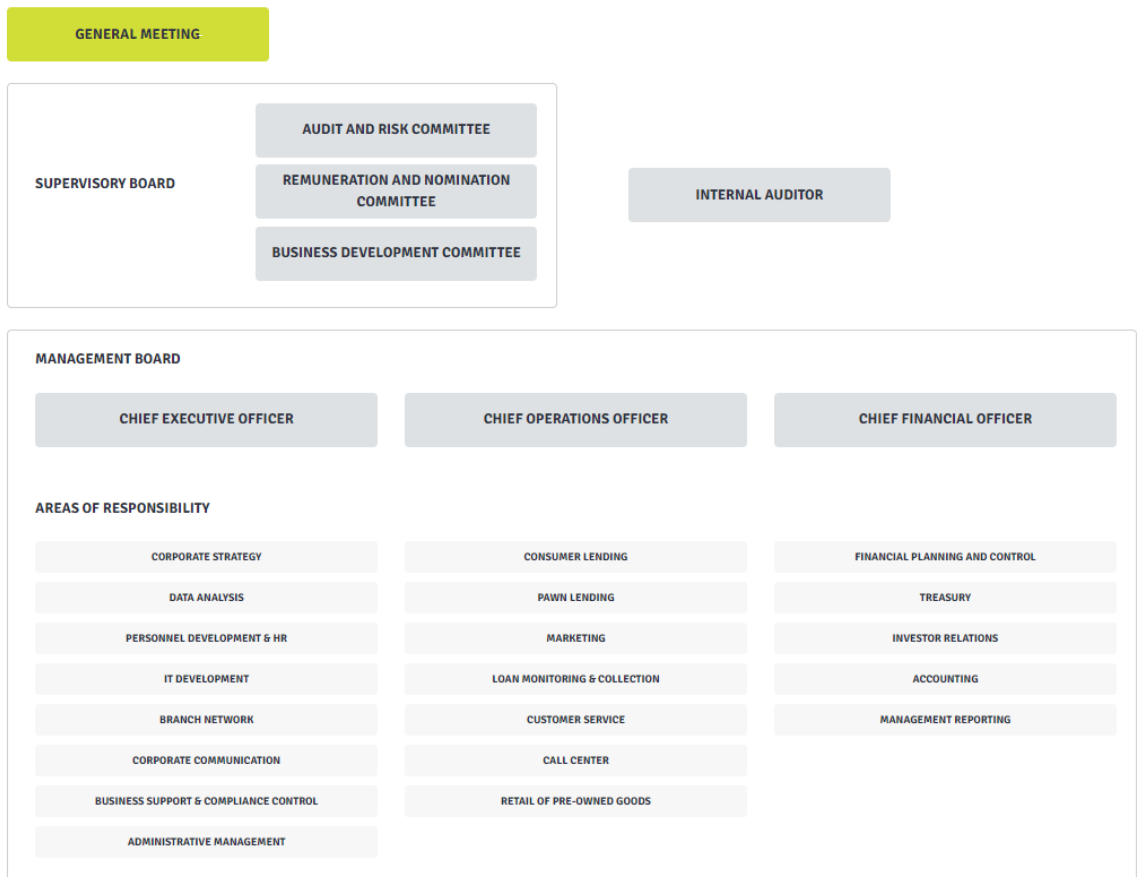 GENERAL MEETING
SUPERVISORY BOARD
AUDIT AND RISK COMMITTEE
REMUNERATION AND NOMINATION
COMMITTEE
BUSINESS DEVELOPMENT COMMITTEE
INTERNAL AUDITOR
MANAGEMENT BOARD
CHIEF EXECUTIVE OFFICER
CHIEF OPERATIONS OFFICER
CHIEF FINANCIAL OFFICER
AREAS OF RESPONSIBILITY
CORPORATE STRATEGY
DATA ANALYSIS
PERSONNEL DEVELOPMENT & HR
IT DEVELOPMENT
BRANCH NETWORK
CORPORATE COMMUNICATION
BUSINESS SUPPORT & COMPLIANCE CONTROL
ADMINISTRATIVE MANAGEMENT
CONSUMER LENDING
PAWN LENDING
MARKETING
LOAN MONITORING & COLLECTION
CUSTOMER SERVICE
CALL CENTER
RETAIL OF PRE-OWNED GOODS
FINANCIAL PLANNING AND CONTROL
TREASURY
INVESTOR RELATIONS
ACCOUNTING
MANAGEMENT REPORTING